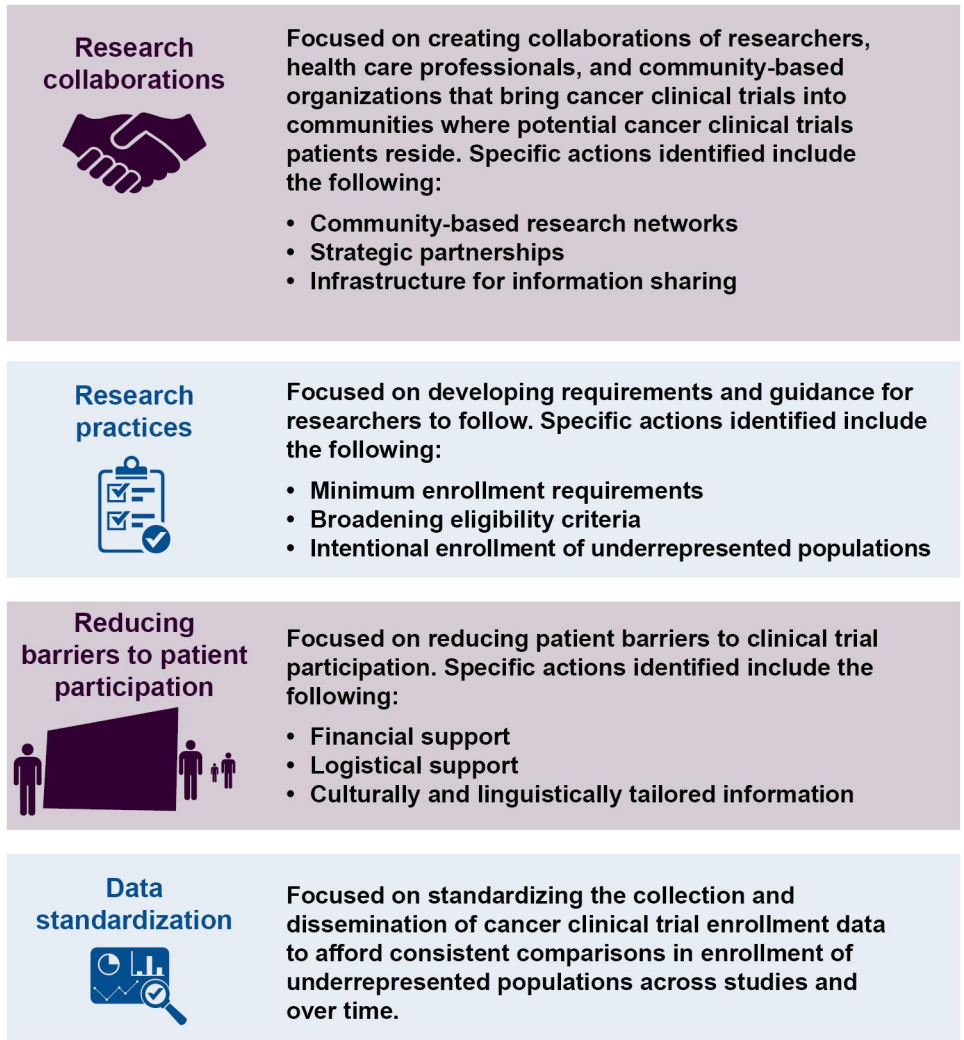 Research
collaborations
Focused on creating collaborations of researchers,
health care professionals, and community-based
organizations that bring cancer clinical trials into
communities where potential cancer clinical trials
patients reside. Specific actions identified include
the following:
• Community-based research networks
• Strategic partnerships
• Infrastructure for information sharing
Research
practices
Focused on developing requirements and guidance for
researchers to follow. Specific actions identified include
the following:
• Minimum enrollment requirements
• Broadening eligibility criteria
• Intentional enrollment of underrepresented populations
Reducing
barriers to patient
participation
Focused on reducing patient barriers to clinical trial
participation. Specific actions identified include the
following:
• Financial support
• Logistical support
• Culturally and linguistically tailored information
Data
standardization
Focused on standardizing the collection and
dissemination of cancer clinical trial enrollment data
to afford consistent comparisons in enrollment of
underrepresented populations across studies and
over time.